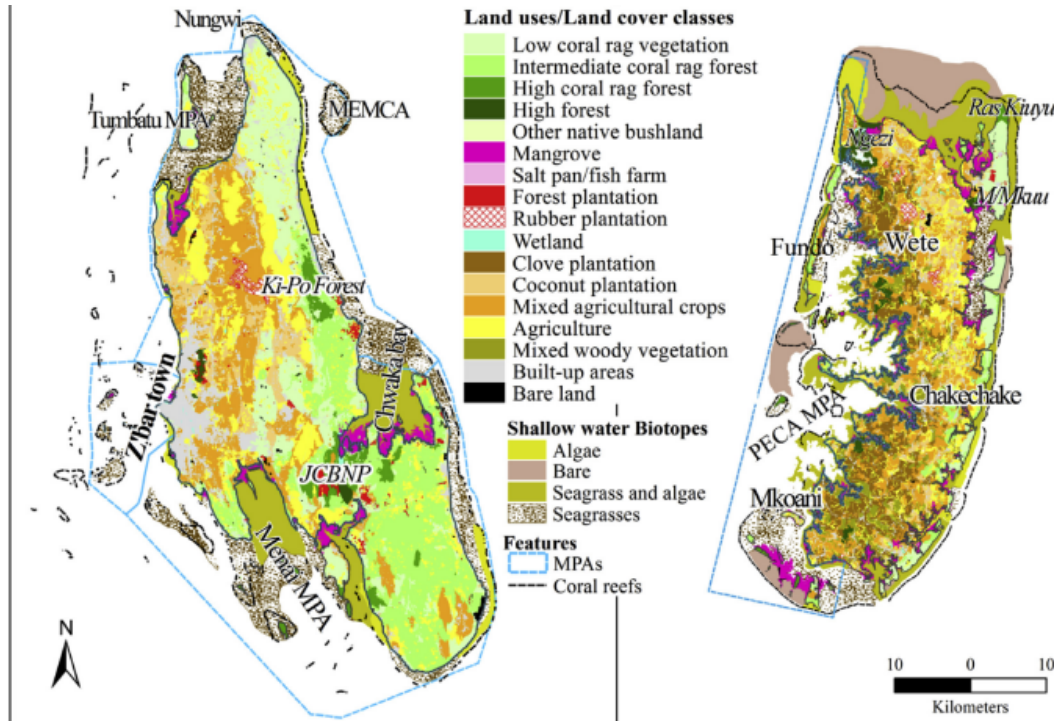 Nungwi
Tumbatu MPA
MEMCA
Ki-Po Forest
Z'bar town
Chwaka bay
JCBNP
Menai MPA
N
Land uses/Land cover classes
Low coral rag vegetation
Intermediate coral rag forest
High coral rag forest
High forest
Other native bushland
Mangrove
Salt pan/fish farm
Forest plantation
Rubber plantation
Wetland
Clove plantation
Coconut plantation
Mixed agricultural crops
Agriculture
Mixed woody vegetation
Built-up areas
Bare land
Shallow water Biotopes
Algae
Bare
Seagrass and algae
Seagrasses
Features
MPAs
Coral reefs
Ras Kiuyu
Ngezi
M/Mkuu
Fundo
Wete
Chakechake
PECA MPA
Mkoani
10 0 10
Kilometers